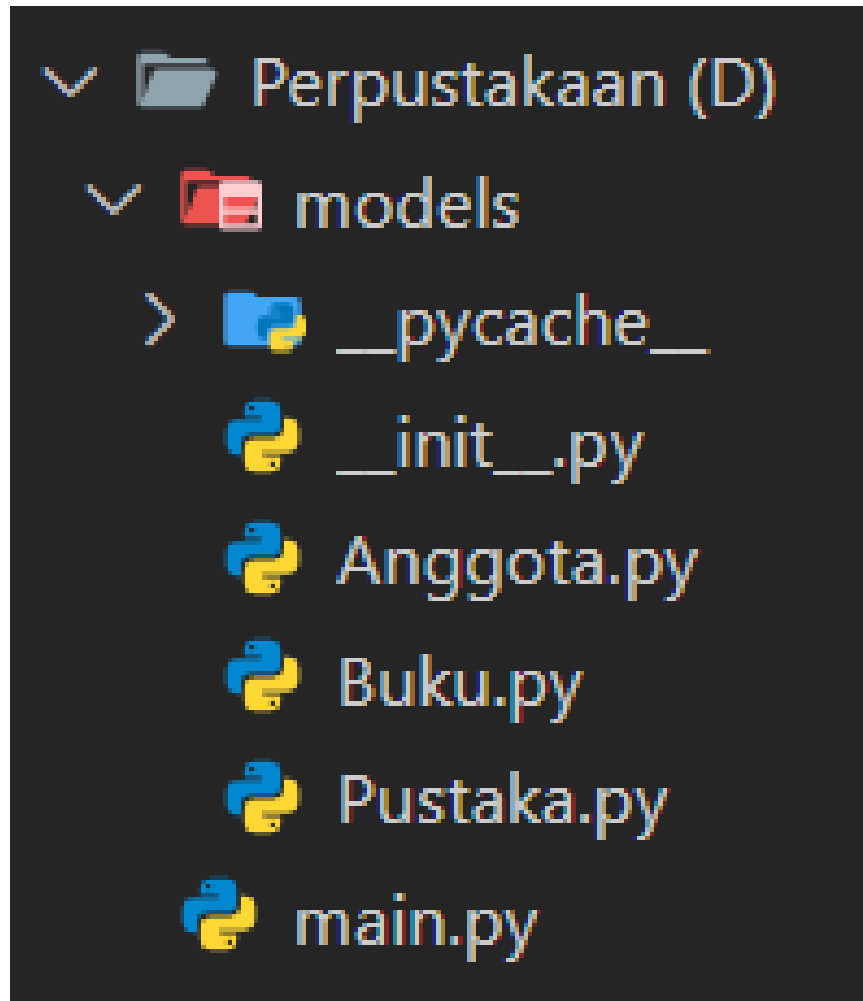 Perpustakaan (D)
models
__pycache__
__init__.py
Anggota.py
Buku.py
Pustaka.py
main.py